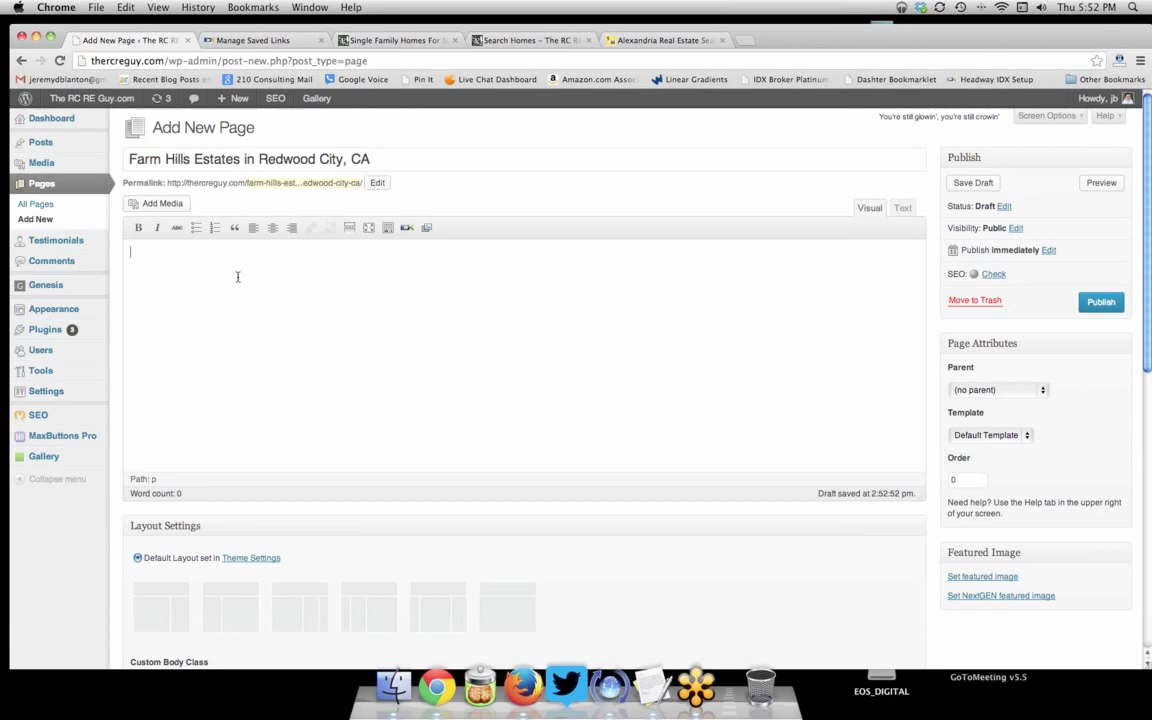 Chrome File Edit View History Bookmarks Window Help Thu 5:52 PM
Add New Page ‹ The RC RE Manage Saved Links Single Family Homes For S Search Homes – The RC RE Alexandria Real Estate Sea
thercreguy.com/wp-admin/post-new.php?post_type=page
jeremydblanton@gm Recent Blog Posts 210 Consulting Mail Google Voice Pin It Live Chat Dashboard Amazon.com Asso Linear Gradients IDX Broker Platinum Dashter Bookmarklet Headway IDX Setup Other Bookmarks
The RC RE Guy.com 3 + New SEO Gallery Howdy, jb
Dashboard
Posts
Media
Pages
All Pages
Add New
Testimonials
Comments
Genesis
Appearance
Plugins 3
Users
Tools
Settings
SEO
MaxButtons Pro
Gallery
Collapse menu
You're still glowin', you're still crowin' Screen Options Help
Add New Page
Farm Hills Estates in Redwood City, CA
Permalink: http://thercreguy.com/farm-hills-est...edwood-city-ca/ Edit
Add Media Visual Text
B I ABC
Path: p
Word count: 0 Draft saved at 2:52:52 pm.
Layout Settings
Default Layout set in Theme Settings
Custom Body Class
Publish
Save Draft Preview
Status: Draft Edit
Visibility: Public Edit
Publish immediately Edit
SEO: Check
Move to Trash Publish
Page Attributes
Parent
(no parent)
Template
Default Template
Order
0
Need help? Use the Help tab in the upper right
of your screen.
Featured Image
Set featured image
Set NextGEN featured image
EOS_DIGITAL
GoToMeeting v5.5